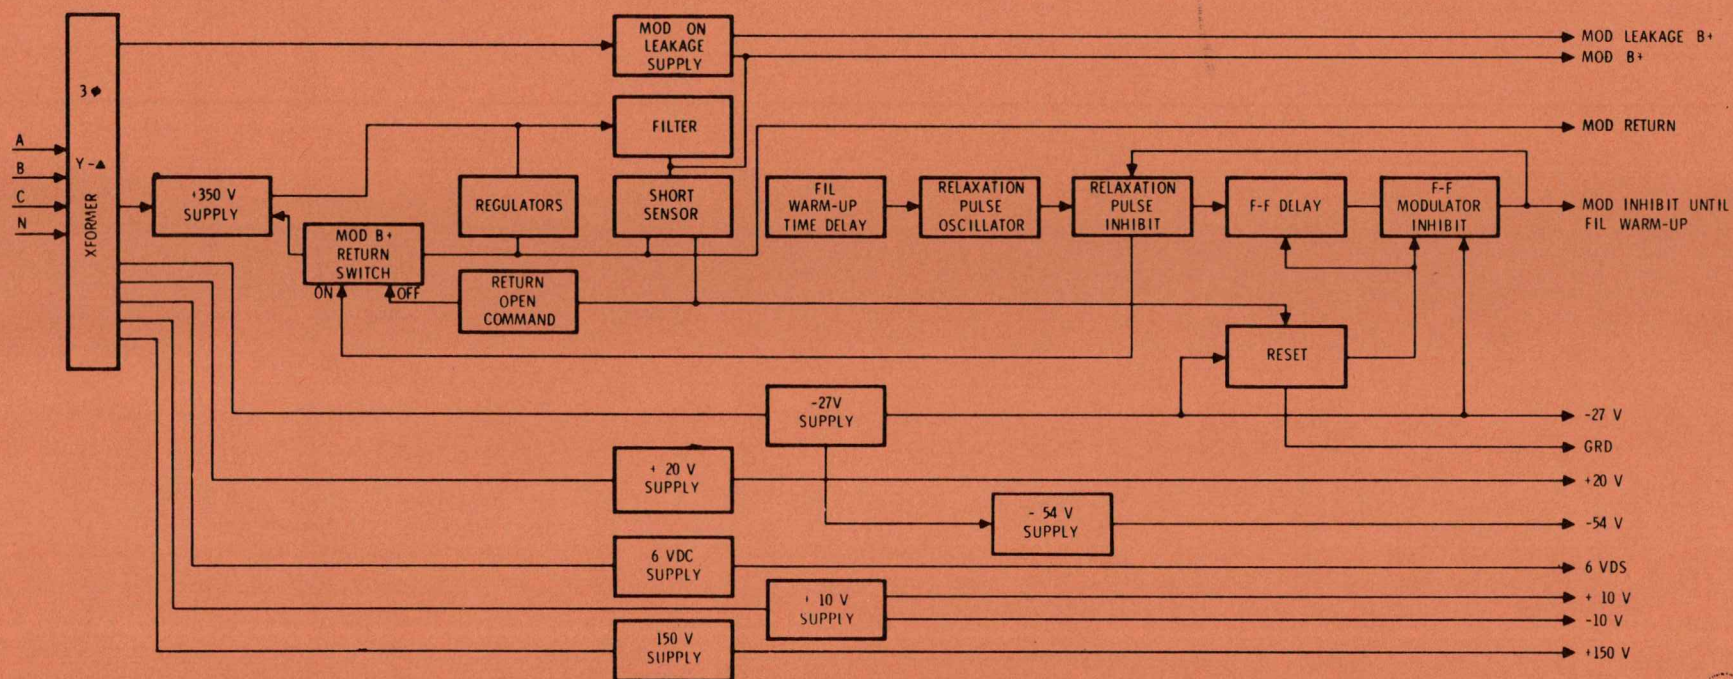 MOD ON
LEAKAGE
SUPPLY
MOD LEAKAGE B+
MOD B+
3 ϕ
Y-▲
XFORMER
A
B
C
N
FILTER
MOD RETURN
+350 V
SUPPLY
REGULATORS
SHORT
SENSOR
FIL
WARM-UP
TIME DELAY
RELAXATION
PULSE
OSCILLATOR
RELAXATION
PULSE
INHIBIT
F-F DELAY
F-F
MODULATOR
INHIBIT
MOD INHIBIT UNTIL
FIL WARM-UP
MOD B+
RETURN
SWITCH
ON
OFF
RETURN
OPEN
COMMAND
RESET
-27V
SUPPLY
-27 V
GRD
+ 20 V
SUPPLY
+20 V
- 54 V
SUPPLY
-54 V
6 VDC
SUPPLY
6 VDS
+ 10 V
SUPPLY
+ 10 V
-10 V
150 V
SUPPLY
+150 V